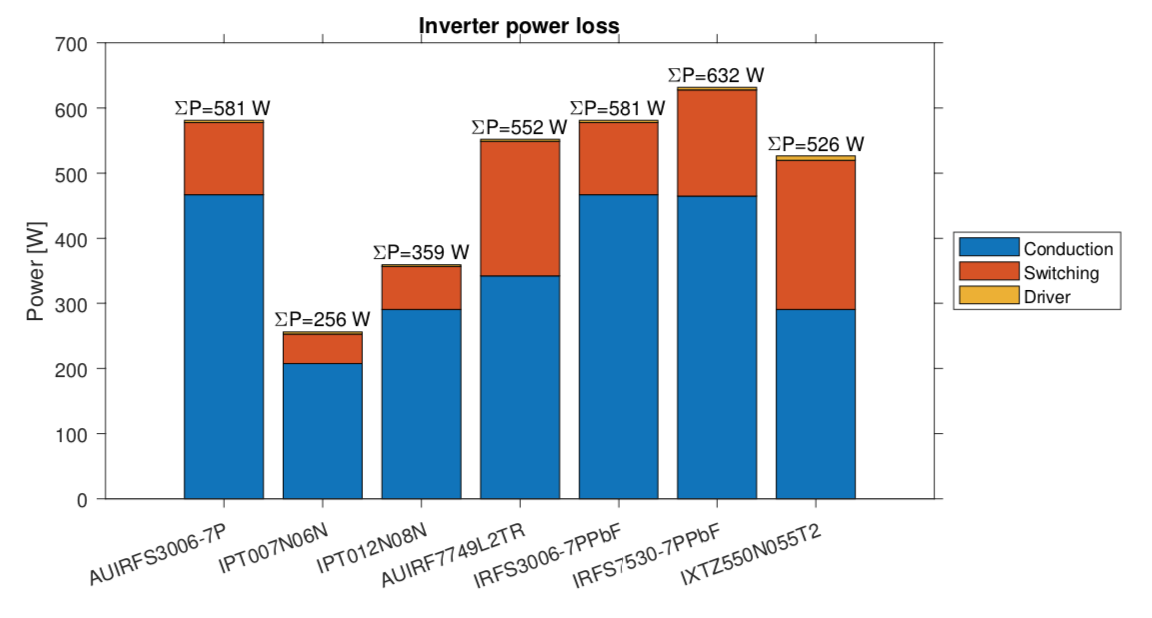 Inverter power loss
700
600
500
400
300
200
100
0
Power [W]
ΣP=581 W
ΣP=256 W
ΣP=359 W
ΣP=552 W
ΣP=581 W
ΣP=632 W
ΣP=526 W
AUIRFS3006-7P
IPT007N06N
IPT012N08N
AUIRF7749L2TR
IRFS3006-7PPbF
IRFS7530-7PPbF
IXTZ550N055T2
Conduction
Switching
Driver